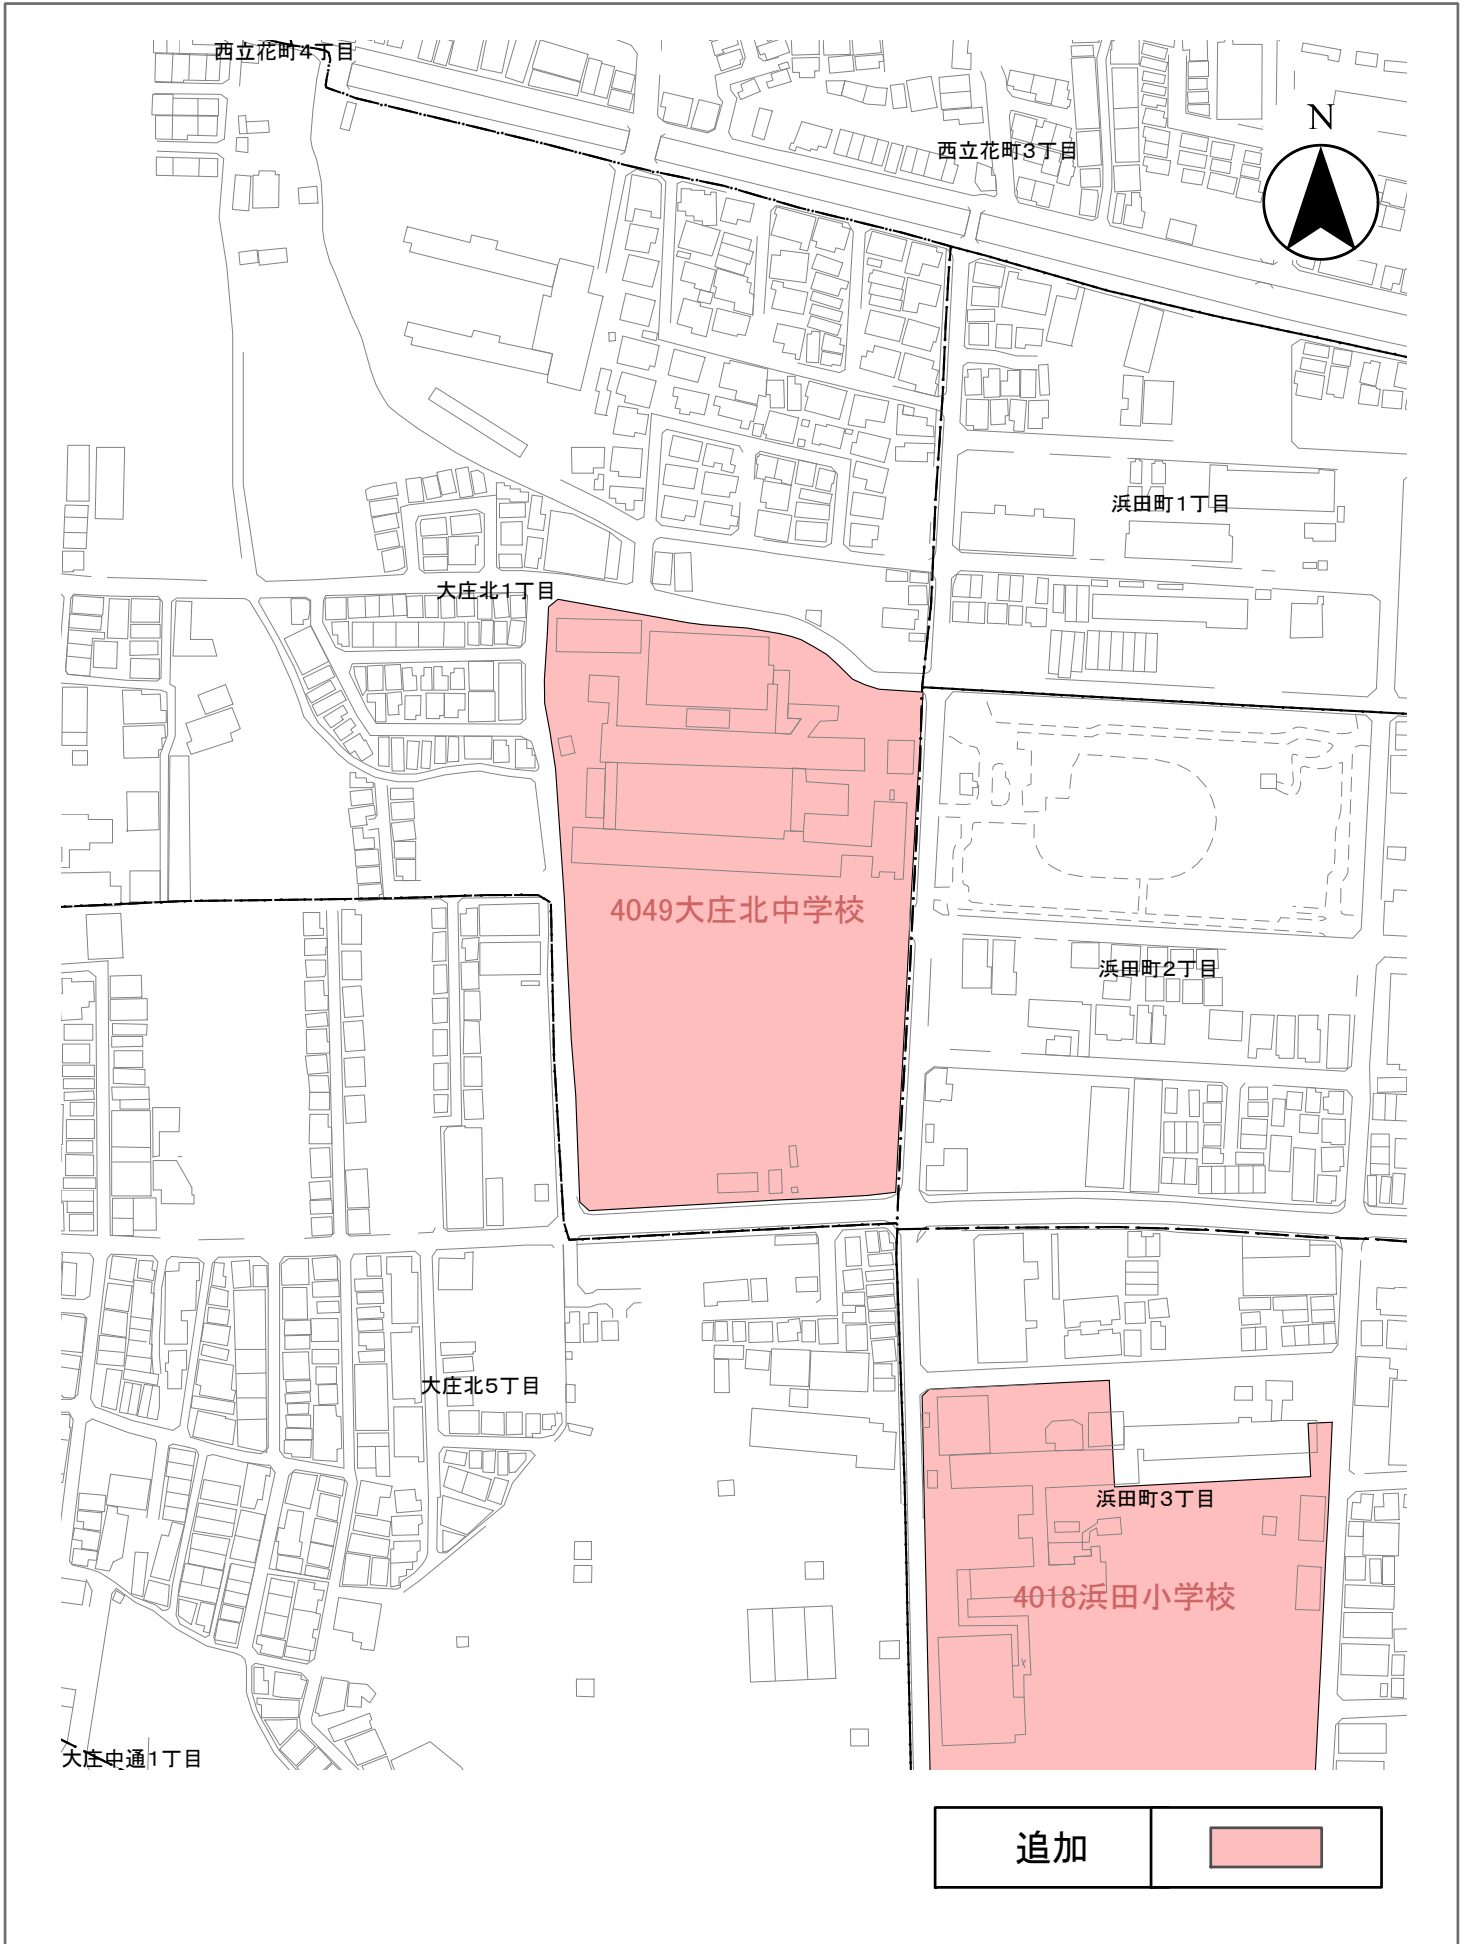 西立花町4丁目
N
西立花町3丁目
浜田町1丁目
大庄北1丁目
4049大庄北中学校
浜田町2丁目
大庄北5丁目
浜田町3丁目
4018浜田小学校
大庄中通1丁目
追加